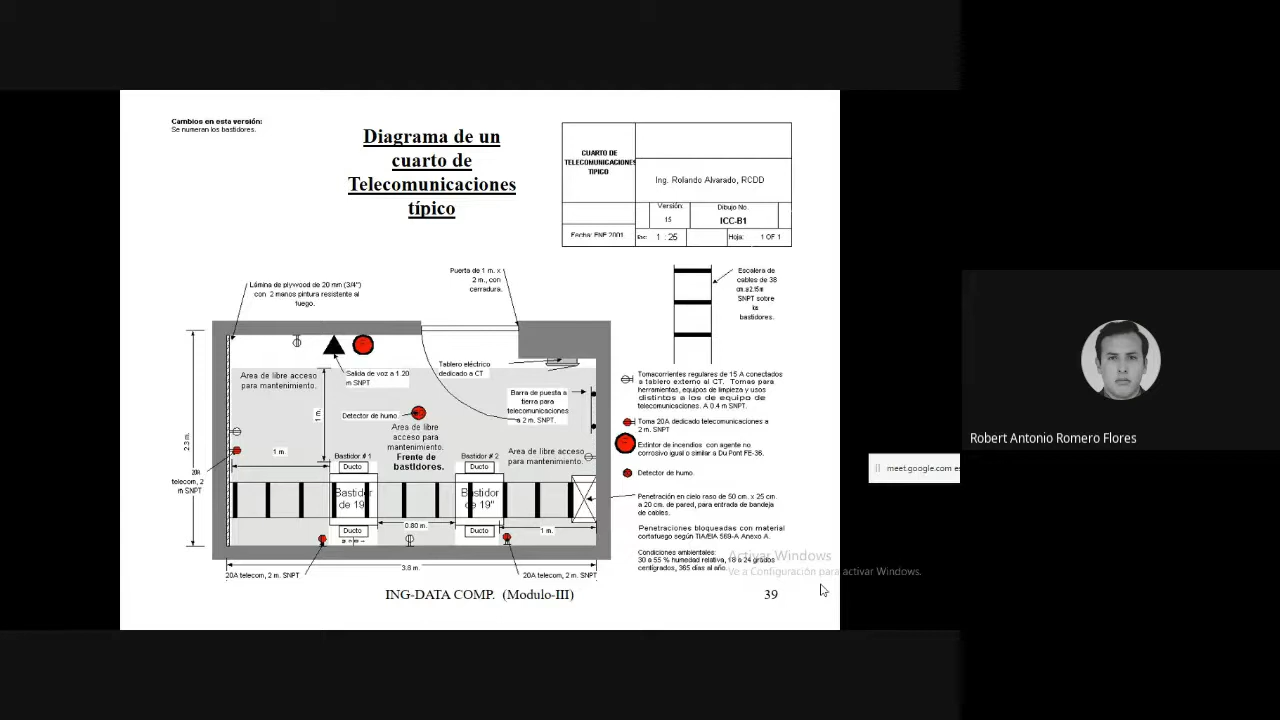 Cambios en esta versión:
Se numeran los bastidores.
Diagrama de un
cuarto de
Telecomunicaciones
típico
CUARTO DE
TELECOMUNICACIONES
TIPICO
Ing. Rolando Alvarado, RCDD
Versión:
15
Dibujo No.
ICC-B1
Fecha: ENE 2001
Esc:
1 : 25
Hoja:
1 OF 1
Lámina de plywood de 20 mm (3/4")
con 2 manos pintura resistente al
fuego.
Puerta de 1 m. x
2 m., con
cerradura.
Escalera de
cables de 38
SNPT sobre
los
bastidores.
Area de libre acceso
para mantenimiento.
Salida de voz a 1.20
m SNPT
Tablero eléctrico
dedicado a CT
Barra de puesta a
tierra para
telecomunicaciones
a 2 m. SNPT.
Detector de humo
1 m.
Area de libre
acceso para
mantenimiento.
Frente de
bastidores.
Area de libre acceso
para mantenimiento.
2.3 m.
1 m.
20A
telecom, 2
m SNPT
Bastidor # 1
Ducto
Bastidor # 2
Ducto
Bastidor
de 19"
Bastidor
de 19"
0.80 m.
1 m.
Ducto
Ducto
3.8 m.
20A telecom, 2 m. SNPT
20A telecom, 2 m. SNPT
Tomacorrientes regulares de 15 A conectados
a tablero externo al CT. Tomas para
herramientas, equipos de limpieza y usos
distintos a los de equipo de
telecomunicaciones. A 0.4 m SNPT.
Toma 20A dedicado telecomunicaciones a
2 m. SNPT
Extintor de incendios con agente no
corrosivo igual o similar a Du Pont FE-36.
Detector de humo.
Penetración en cielo raso de 50 cm. x 25 cm.
a 20 cm. de pared, para entrada de bandeja
de cables.
Penetraciones bloqueadas con material
cortafuego según TIA/EIA 569-A Anexo A.
Condiciones ambientales:
30 a 55 % humedad relativa, 18 a 24 grados
centígrados, 365 días al año.
Activar Windows
Ve a Configuración para activar Windows.
ING-DATA COMP. (Modulo-III)
39
Robert Antonio Romero Flores
meet.google.com